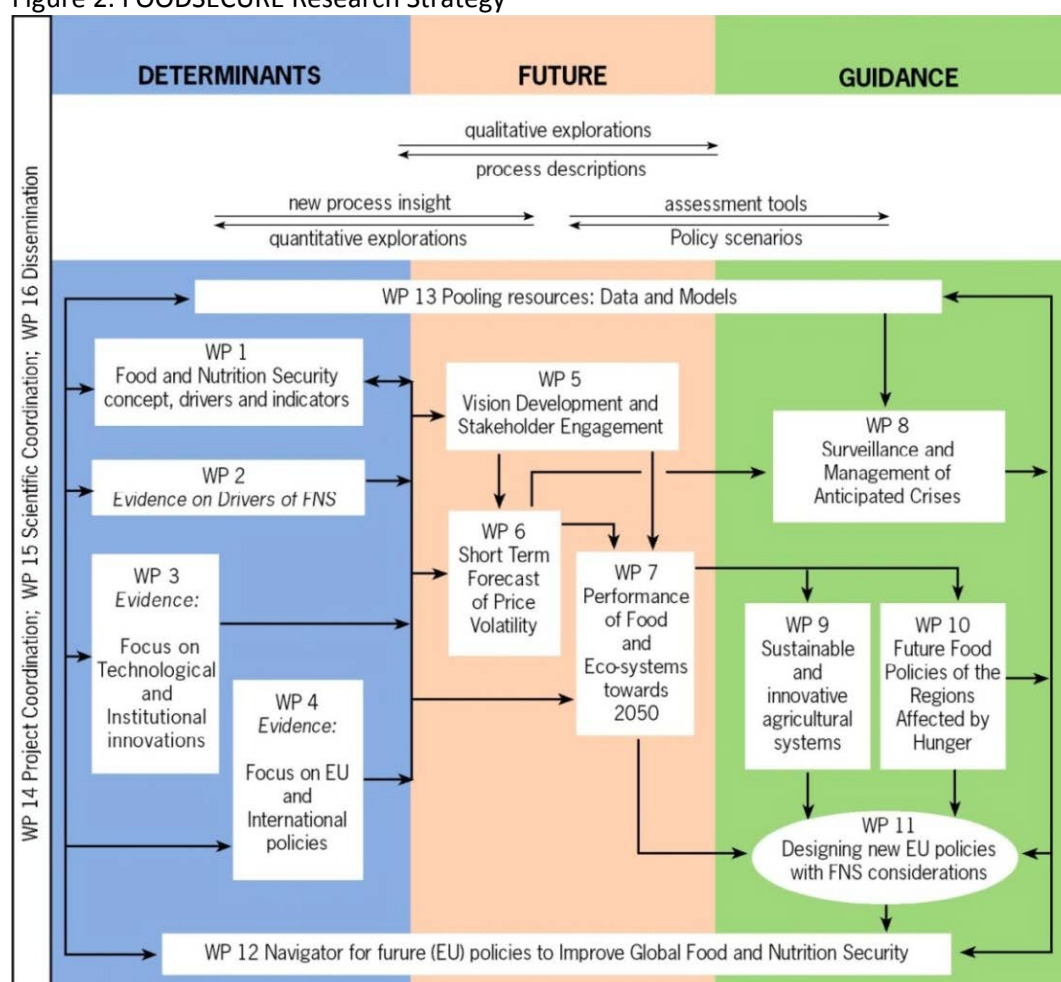 Figure 2. FOODSECURE Research Strategy
DETERMINANTS
FUTURE
GUIDANCE
qualitative explorations
process descriptions
new process insight
quantitative explorations
assessment tools
Policy scenarios
WP 14 Project Coordination; WP 15 Scientific Coordination; WP 16 Dissemination
WP 13 Pooling resources: Data and Models
WP 1
Food and Nutrition Security
concept, drivers and indicators
WP 2
Evidence on Drivers of FNS
WP 3
Evidence:
Focus on
Technological
and
Institutional
innovations
WP 4
Evidence:
Focus on EU
and
International
policies
WP 5
Vision Development and
Stakeholder Engagement
WP 6
Short Term
Forecast
of Price
Volatility
WP 7
Performance
of Food
and
Eco-systems
towards
2050
WP 8
Surveillance and
Management of
Anticipated Crises
WP 9
Sustainable
and
innovative
agricultural
systems
WP 10
Future Food
Policies of the
Regions
Affected by
Hunger
WP 11
Designing new EU policies
with FNS considerations
WP 12 Navigator for furure (EU) policies to Improve Global Food and Nutrition Security